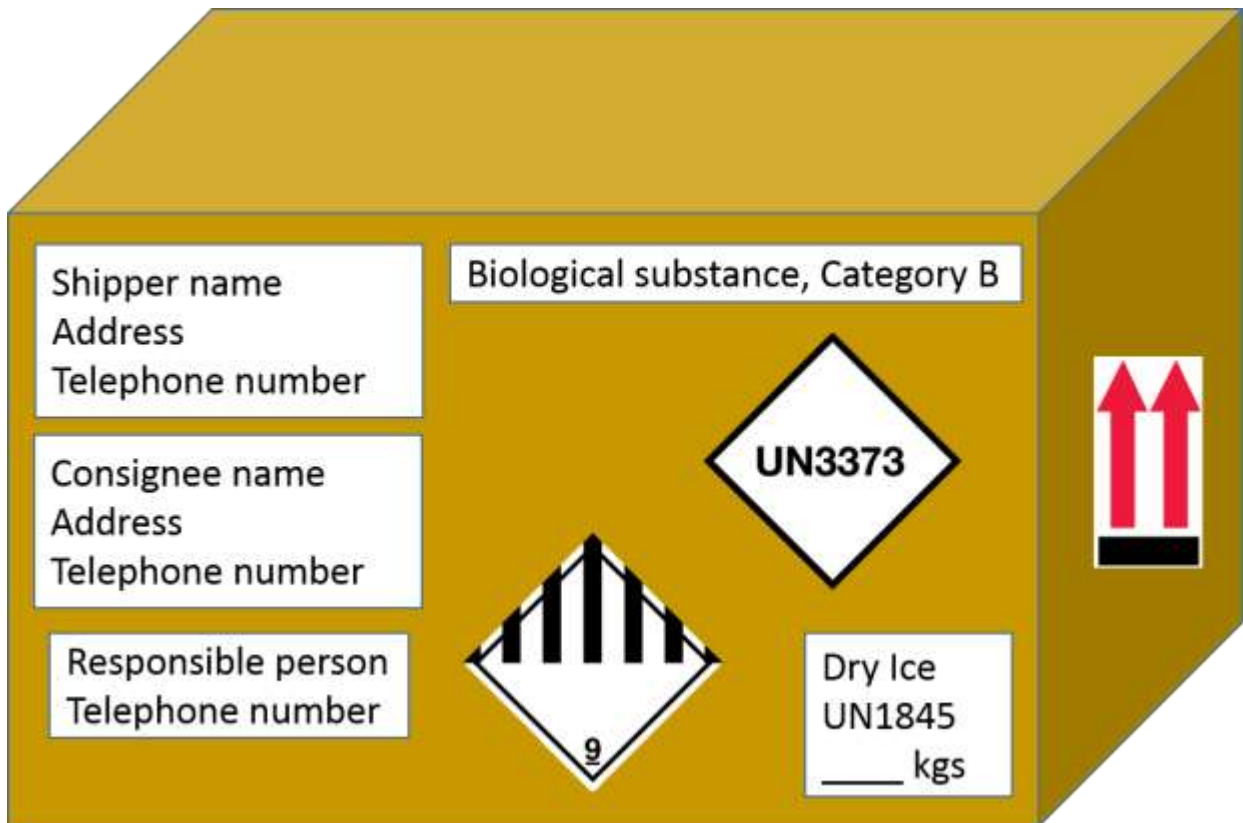 Shipper name
Address
Telephone number
Biological substance, Category B
Consignee name
Address
Telephone number
UN3373
Responsible person
Telephone number
9
Dry Ice
UN1845
____ kgs